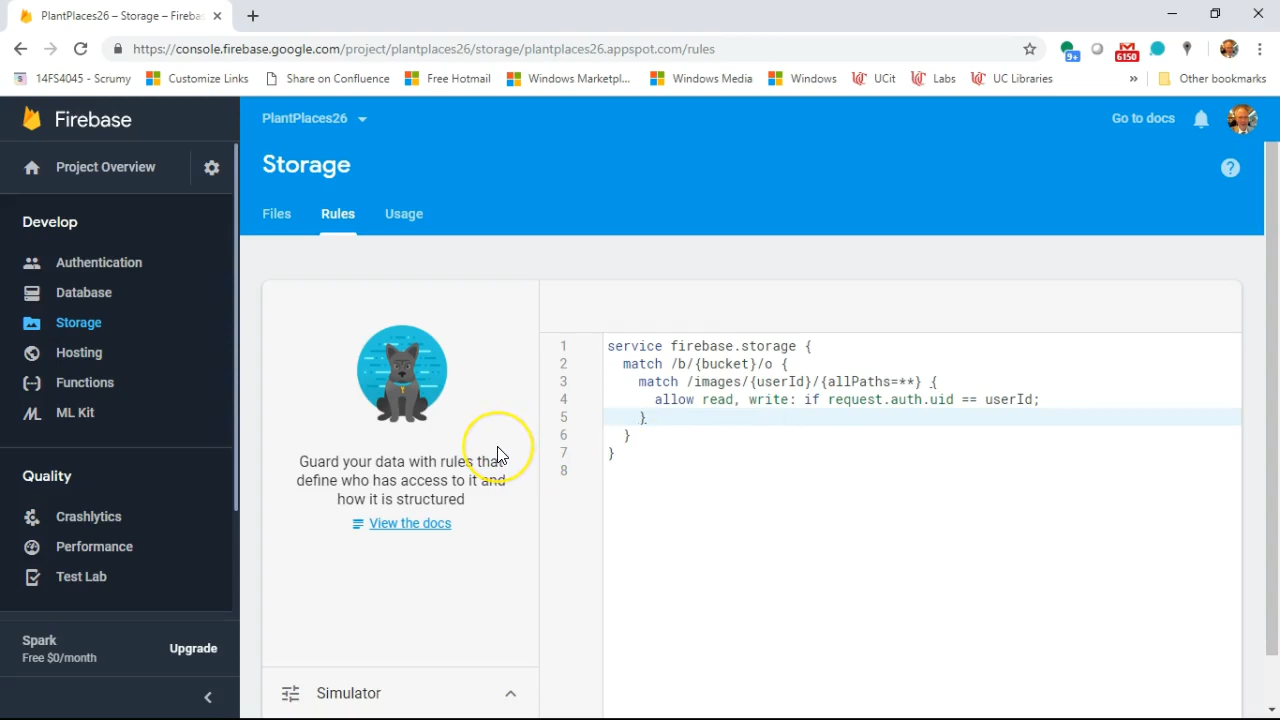 PlantPlaces26 – Storage – Fireba
https://console.firebase.google.com/project/plantplaces26/storage/plantplaces26.appspot.com/rules
9+
6150
S
14FS4045 - Scrumy
Customize Links
Share on Confluence
Free Hotmail
Windows Marketpl...
Windows Media
Windows
UCit
Labs
UC Libraries
»
Other bookmarks
Firebase
PlantPlaces26
Go to docs
Project Overview
Storage
?
Files
Rules
Usage
Develop
Authentication
Database
Storage
Hosting
Functions
ML Kit
Quality
Crashlytics
Performance
Test Lab
Spark
Free $0/month
Upgrade
Guard your data with rules that
define who has access to it and
how it is structured
View the docs
Simulator
1 service firebase.storage {
2 match /b/{bucket}/o {
3 match /images/{userId}/{allPaths=**} {
4 allow read, write: if request.auth.uid == userId;
5 }
6 }
7 }
8